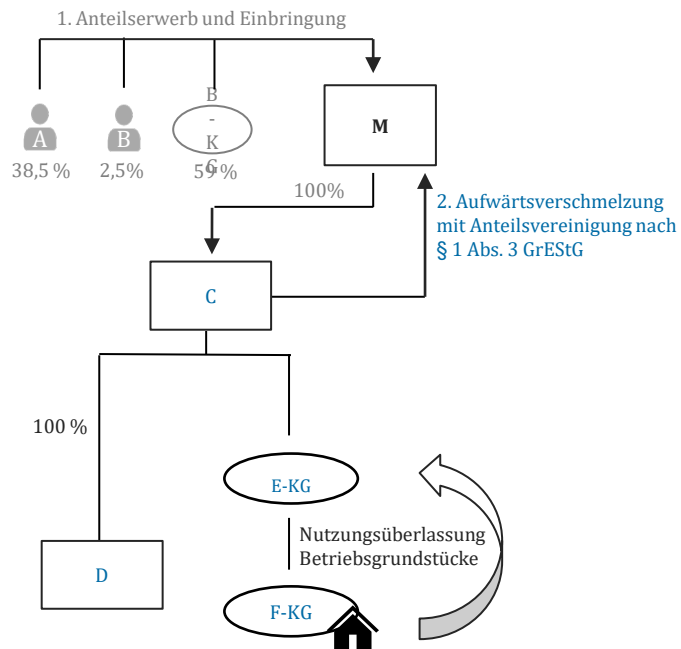 1. Anteilserwerb und Einbringung
A
B
B
-
K
G
M
38,5 %
2,5%
59 %
100%
2. Aufwärtsverschmelzung
mit Anteilsvereinigung nach
§ 1 Abs. 3 GrEStG
C
100 %
E-KG
Nutzungsüberlassung
Betriebsgrundstücke
D
F-KG